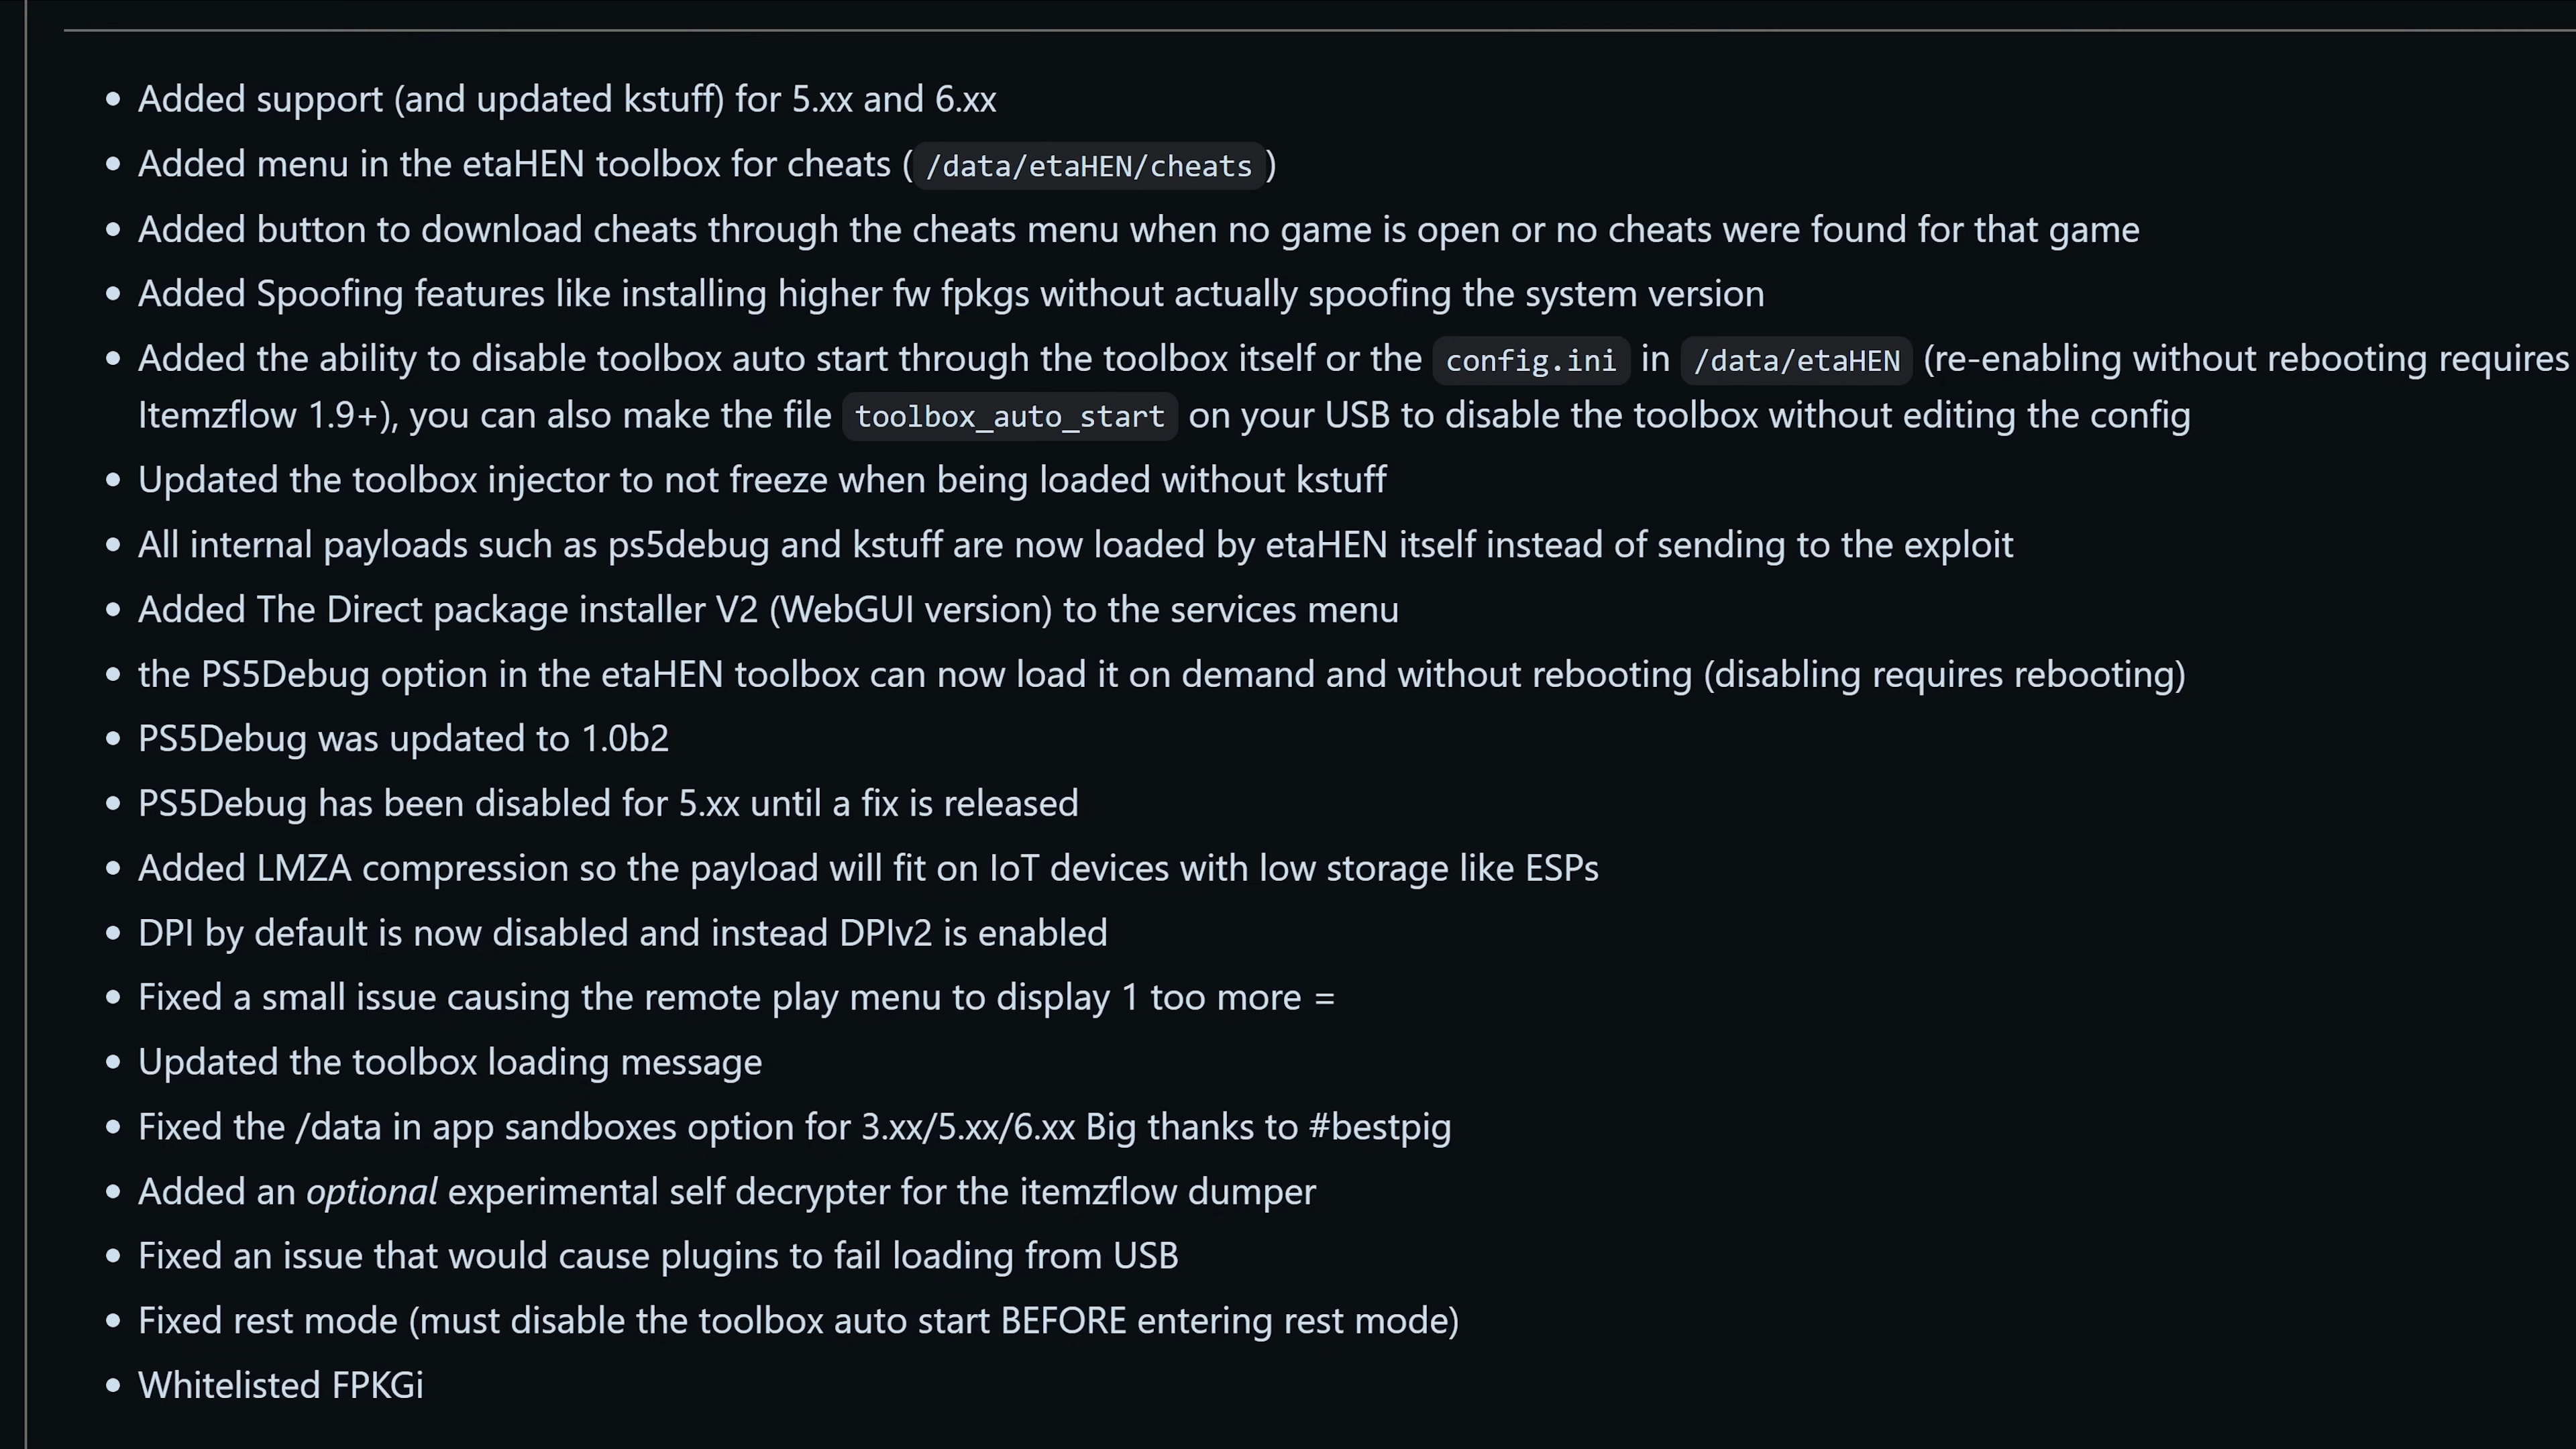 Added support (and updated kstuff) for 5.xx and 6.xx
Added menu in the etaHEN toolbox for cheats ( /data/etaHEN/cheats )
Added button to download cheats through the cheats menu when no game is open or no cheats were found for that game
Added Spoofing features like installing higher fw fpkgs without actually spoofing the system version
Added the ability to disable toolbox auto start through the toolbox itself or the config.ini in /data/etaHEN (re-enabling without rebooting requires
Itemzflow 1.9+), you can also make the file toolbox_auto_start on your USB to disable the toolbox without editing the config
Updated the toolbox injector to not freeze when being loaded without kstuff
All internal payloads such as ps5debug and kstuff are now loaded by etaHEN itself instead of sending to the exploit
Added The Direct package installer V2 (WebGUI version) to the services menu
the PS5Debug option in the etaHEN toolbox can now load it on demand and without rebooting (disabling requires rebooting)
PS5Debug was updated to 1.0b2
PS5Debug has been disabled for 5.xx until a fix is released
Added LMZA compression so the payload will fit on IoT devices with low storage like ESPs
DPI by default is now disabled and instead DPIv2 is enabled
Fixed a small issue causing the remote play menu to display 1 too more =
Updated the toolbox loading message
Fixed the /data in app sandboxes option for 3.xx/5.xx/6.xx Big thanks to #bestpig
Added an optional experimental self decrypter for the itemzflow dumper
Fixed an issue that would cause plugins to fail loading from USB
Fixed rest mode (must disable the toolbox auto start BEFORE entering rest mode)
Whitelisted FPKGi